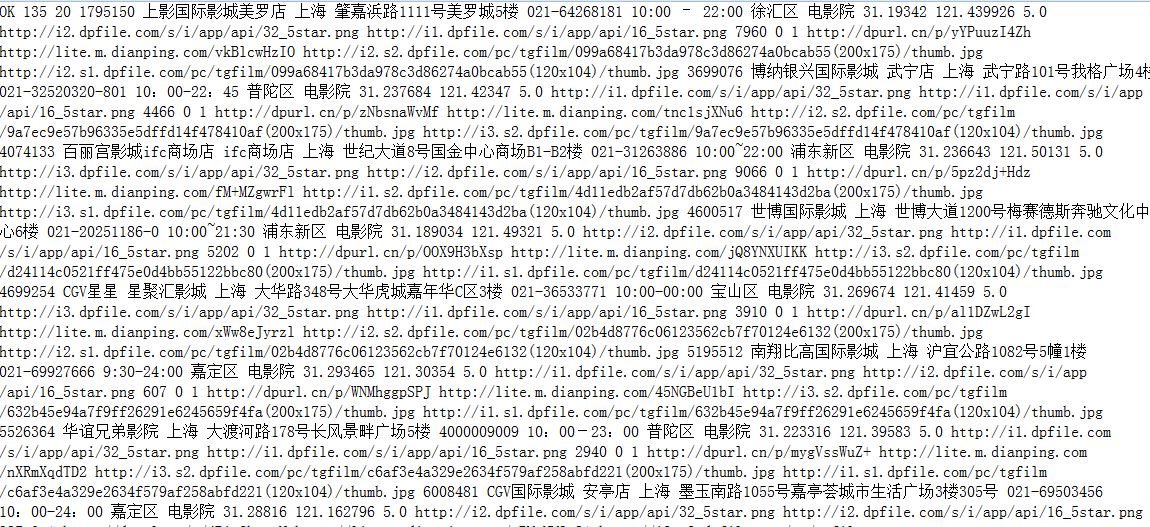 OK 135 20 1795150 上影国际影城美罗店 上海 肇嘉浜路1111号美罗城5楼 021-64268181 10:00 － 22:00 徐汇区 电影院 31.19342 121.439926 5.0
http://i2.dpfile.com/s/i/app/api/32_5star.png http://i1.dpfile.com/s/i/app/api/16_5star.png 7960 0 1 http://dpurl.cn/p/yYPuuzI4Zh
http://lite.m.dianping.com/vkBlcwHzIO http://i2.s2.dpfile.com/pc/tgfilm/099a68417b3da978c3d86274a0bcab55(200x175)/thumb.jpg
http://i2.s1.dpfile.com/pc/tgfilm/099a68417b3da978c3d86274a0bcab55(120x104)/thumb.jpg 3699076 博纳银兴国际影城 武宁店 上海 武宁路101号我格广场4楼
021-32520320-801 10：00-22：45 普陀区 电影院 31.237684 121.42347 5.0 http://i1.dpfile.com/s/i/app/api/32_5star.png http://i1.dpfile.com/s/i/app
/api/16_5star.png 4466 0 1 http://dpurl.cn/p/zNbsnaWvMf http://lite.m.dianping.com/tnclsjXNu6 http://i2.s2.dpfile.com/pc/tgfilm
/9a7ec9e57b96335e5dffd14f478410af(200x175)/thumb.jpg http://i3.s2.dpfile.com/pc/tgfilm/9a7ec9e57b96335e5dffd14f478410af(120x104)/thumb.jpg
4074133 百丽宫影城ifc商场店 ifc商场店 上海 世纪大道8号国金中心商场B1-B2楼 021-31263886 10:00~22:00 浦东新区 电影院 31.236643 121.50131 5.0
http://i3.dpfile.com/s/i/app/api/32_5star.png http://i2.dpfile.com/s/i/app/api/16_5star.png 9066 0 1 http://dpurl.cn/p/5pz2dj+Hdz
http://lite.m.dianping.com/fM+MZgwrFl http://i1.s2.dpfile.com/pc/tgfilm/4d11edb2af57d7db62b0a3484143d2ba(200x175)/thumb.jpg
http://i3.s1.dpfile.com/pc/tgfilm/4d11edb2af57d7db62b0a3484143d2ba(120x104)/thumb.jpg 4600517 世博国际影城 上海 世博大道1200号梅赛德斯奔驰文化中
心6楼 021-20251186-0 10:00~21:30 浦东新区 电影院 31.189034 121.49321 5.0 http://i2.dpfile.com/s/i/app/api/32_5star.png http://i1.dpfile.com
/s/i/app/api/16_5star.png 5202 0 1 http://dpurl.cn/p/OOX9H3bXsp http://lite.m.dianping.com/jQ8YNXUIKK http://i3.s2.dpfile.com/pc/tgfilm
/d24114c0521ff475e0d4bb55122bbc80(200x175)/thumb.jpg http://i1.s1.dpfile.com/pc/tgfilm/d24114c0521ff475e0d4bb55122bbc80(120x104)/thumb.jpg
4699254 CGV星星 星聚汇影城 上海 大华路348号大华虎城嘉年华C区3楼 021-36533771 10:00-00:00 宝山区 电影院 31.269674 121.41459 5.0
http://i3.dpfile.com/s/i/app/api/32_5star.png http://i1.dpfile.com/s/i/app/api/16_5star.png 3910 0 1 http://dpurl.cn/p/al1DZwL2gI
http://lite.m.dianping.com/xWw8eJyrzl http://i2.s2.dpfile.com/pc/tgfilm/02b4d8776c06123562cb7f70124e6132(200x175)/thumb.jpg
http://i2.s1.dpfile.com/pc/tgfilm/02b4d8776c06123562cb7f70124e6132(120x104)/thumb.jpg 5195512 南翔比高国际影城 上海 沪宜公路1082号5幢1楼
021-69927666 9:30-24:00 嘉定区 电影院 31.293465 121.30354 5.0 http://i1.dpfile.com/s/i/app/api/32_5star.png http://i2.dpfile.com/s/i/app
/api/16_5star.png 607 0 1 http://dpurl.cn/p/WNMhggpSPJ http://lite.m.dianping.com/45NGBeU1bI http://i3.s2.dpfile.com/pc/tgfilm
/632b45e94a7f9ff26291e6245659f4fa(200x175)/thumb.jpg http://i1.s1.dpfile.com/pc/tgfilm/632b45e94a7f9ff26291e6245659f4fa(120x104)/thumb.jpg
5526364 华谊兄弟影院 上海 大渡河路178号长风景畔广场5楼 4000009009 10：00－23：00 普陀区 电影院 31.223316 121.39583 5.0 http://i1.dpfile.com
/s/i/app/api/32_5star.png http://i1.dpfile.com/s/i/app/api/16_5star.png 2940 0 1 http://dpurl.cn/p/mygVssWuZ+ http://lite.m.dianping.com
/nXRmXqdTD2 http://i3.s2.dpfile.com/pc/tgfilm/c6af3e4a329e2634f579af258abfd221(200x175)/thumb.jpg http://i1.s1.dpfile.com/pc/tgfilm
/c6af3e4a329e2634f579af258abfd221(120x104)/thumb.jpg 6008481 CGV国际影城 安亭店 上海 墨玉南路1055号嘉亭荟城市生活广场3楼305号 021-69503456
10：00-24：00 嘉定区 电影院 31.28816 121.162796 5.0 http://i2.dpfile.com/s/i/app/api/32_5star.png http://i2.dpfile.com/s/i/app/api/16_5star.png